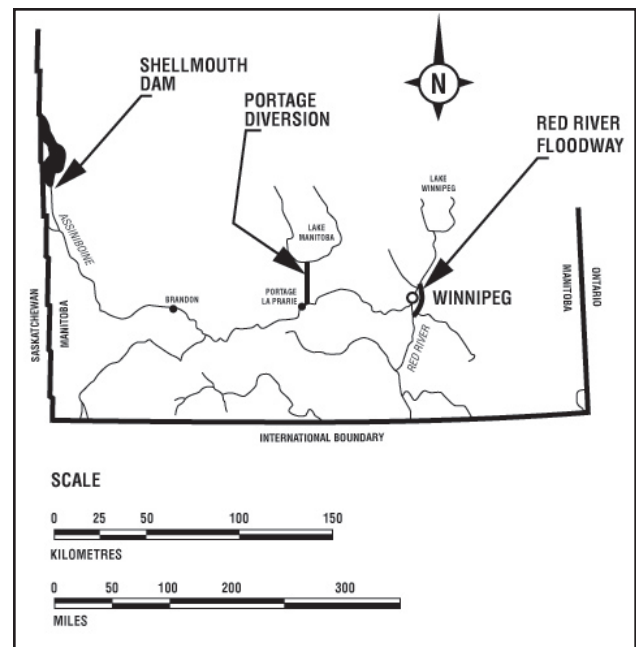 SHELLMOUTH
DAM
PORTAGE
DIVERSION
N
RED RIVER
FLOODWAY
LAKE
WINNIPEG
LAKE
MANITOBA
ASSINIBOINE
BRANDON
PORTAGE
LA PRARIE
WINNIPEG
RED RIVER
SASKATCHEWAN
MANITOBA
MANITOBA
ONTARIO
INTERNATIONAL BOUNDARY
SCALE
0 25 50 100 150
KILOMETRES
0 50 100 200 300
MILES